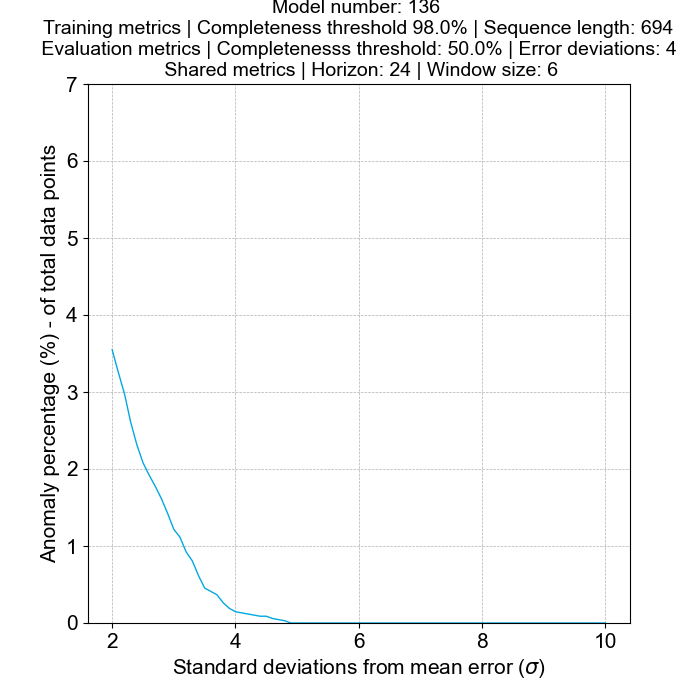 Model number: 136
Training metrics | Completeness threshold 98.0% | Sequence length: 694
Evaluation metrics | Completenesss threshold: 50.0% | Error deviations: 4
Shared metrics | Horizon: 24 | Window size: 6
7
6
5
4
3
2
1
0
Anomaly percentage (%) - of total data points
2 4 6 8 10
Standard deviations from mean error (σ)